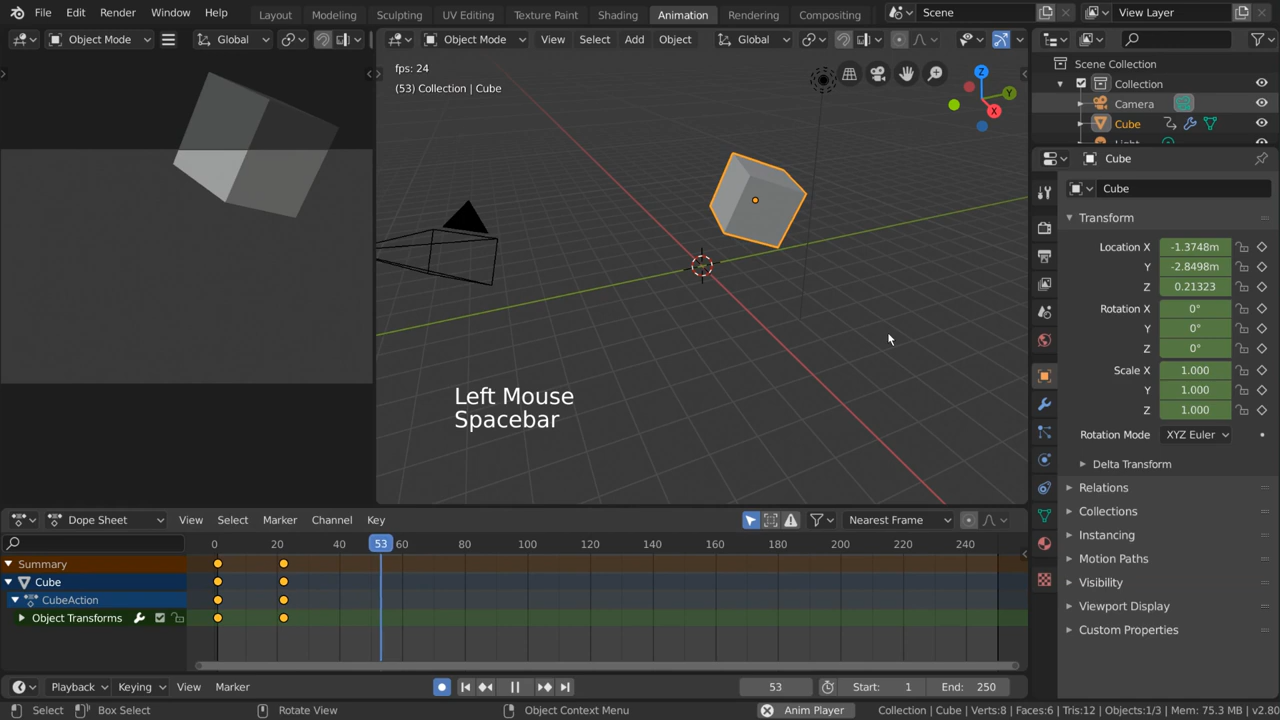 File Edit Render Window Help Layout Modeling Sculpting UV Editing Texture Paint Shading Animation Rendering Compositing Scene View Layer
Object Mode Global Object Mode View Select Add Object Global
fps: 24
(53) Collection | Cube
Z
Y
X
Left Mouse
Spacebar
Scene Collection
Collection
Camera
Cube
Cube
Cube
Transform
Location X -1.3748m
Y -2.8498m
Z 0.21323
Rotation X 0°
Y 0°
Z 0°
Scale X 1.000
Y 1.000
Z 1.000
Rotation Mode XYZ Euler
Delta Transform
Relations
Collections
Instancing
Motion Paths
Visibility
Viewport Display
Custom Properties
Dope Sheet View Select Marker Channel Key Nearest Frame
0 20 40 53 60 80 100 120 140 160 180 200 220 240
Summary
Cube
CubeAction
Object Transforms
Playback Keying View Marker 53 Start: 1 End: 250
Select Box Select Rotate View Object Context Menu Anim Player Collection | Cube | Verts:8 | Faces:6 | Tris:12 | Objects:1/3 | Mem: 75.3 MB | v2.80